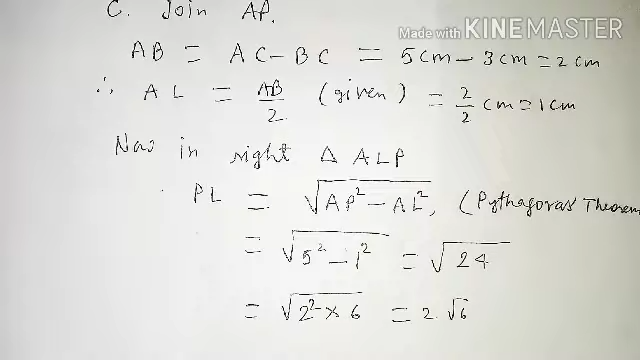 C. Join AP.
Made with KINEMASTER
AB = AC - BC = 5cm - 3cm = 2cm
∴ AL = AB/2 (given) = 2/2 cm = 1cm
Now in right △ ALP
PL = √(AP² - AL²), (Pythagoras Theorem
= √(5² - 1²) = √24
= √(2² × 6) = 2.√6